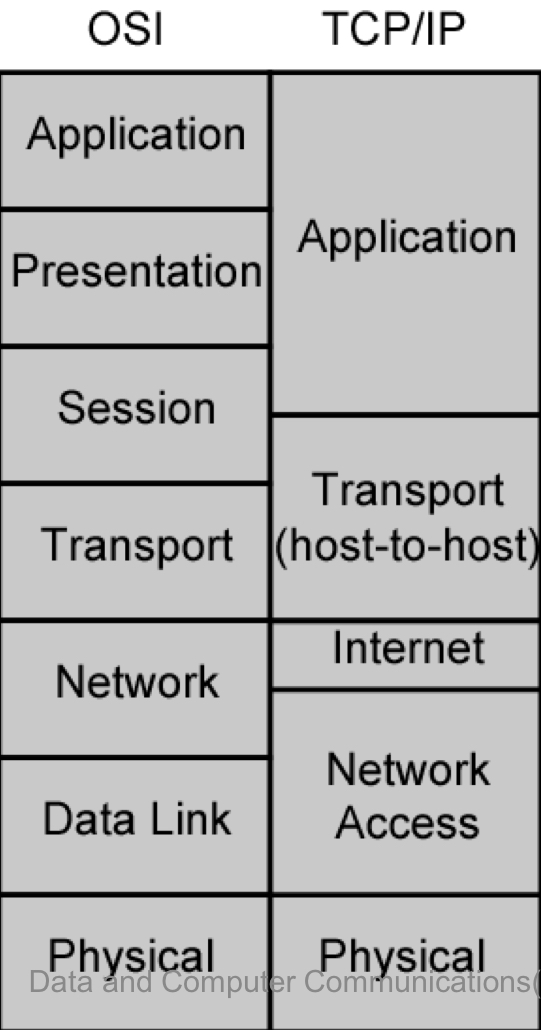 OSI
TCP/IP
Application
Presentation
Session
Transport
Network
Data Link
Physical
Application
Transport
(host-to-host)
Internet
Network
Access
Physical
Data and Computer Communications(